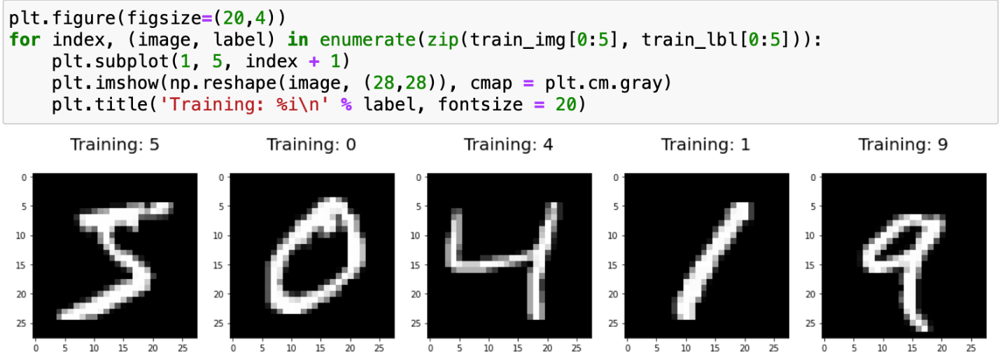 plt.figure(figsize=(20,4))
for index, (image, label) in enumerate(zip(train_img[0:5], train_lbl[0:5])):
    plt.subplot(1, 5, index + 1)
    plt.imshow(np.reshape(image, (28,28)), cmap = plt.cm.gray)
    plt.title('Training: %i\n' % label, fontsize = 20)
Training: 5 Training: 0 Training: 4 Training: 1 Training: 9
0 0 0 0 0
5 5 5 5 5
10 10 10 10 10
15 15 15 15 15
20 20 20 20 20
25 25 25 25 25
0 5 10 15 20 25 0 5 10 15 20 25 0 5 10 15 20 25 0 5 10 15 20 25 0 5 10 15 20 25
5 0 4 1 9